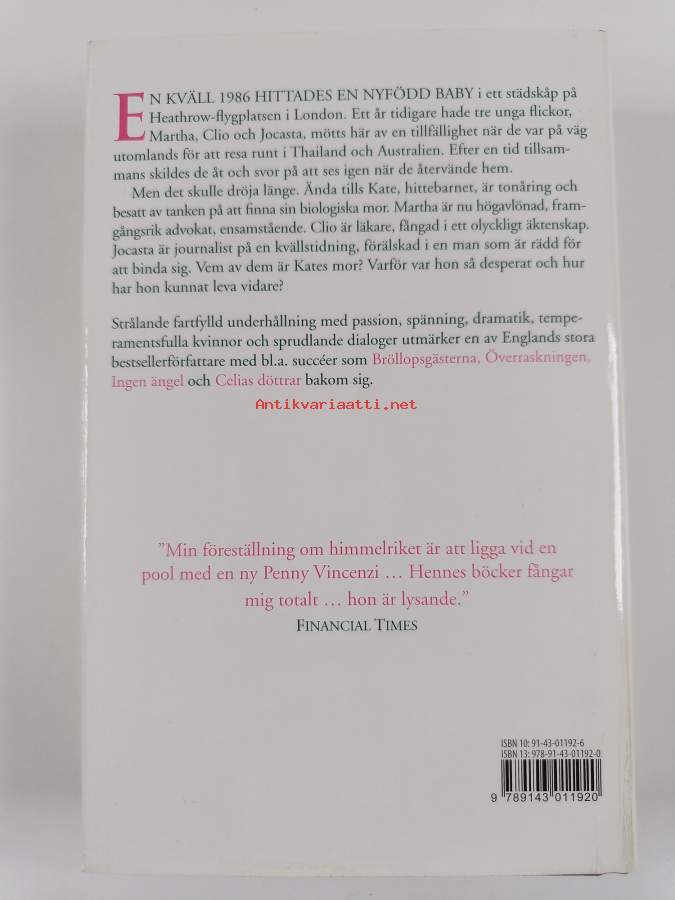 EN KVÄLL 1986 HITTADES EN NYFÖDD BABY i ett städskåp på
Heathrow-flygplatsen i London. Ett år tidigare hade tre unga flickor,
Martha, Clio och Jocasta, mötts här av en tillfällighet när de var på väg
utomlands för att resa runt i Thailand och Australien. Efter en tid tillsam-
mans skildes de åt och svor på att ses igen när de återvände hem.
Men det skulle dröja länge. Ända tills Kate, hittebarnet, är tonåring och
besatt av tanken på att finna sin biologiska mor. Martha är nu högavlönad, fram-
gångsrik advokat, ensamstående. Clio är läkare, fångad i ett olyckligt äktenskap.
Jocasta är journalist på en kvällstidning, förälskad i en man som är rädd för
att binda sig. Vem av dem är Kates mor? Varför var hon så desperat och hur
har hon kunnat leva vidare?
Strålande fartfylld underhållning med passion, spänning, dramatik, tempe-
ramentsfulla kvinnor och sprudlande dialoger utmärker en av Englands stora
bestsellerförfattare med bl.a. succéer som Bröllopsgästerna, Överraskningen,
Ingen ängel och Celias döttrar bakom sig.
Antikvariaatti.net
”Min föreställning om himmelriket är att ligga vid en
pool med en ny Penny Vincenzi … Hennes böcker fångar
mig totalt … hon är lysande.”
FINANCIAL TIMES
ISBN 10: 91-43-01192-6
ISBN 13: 978-91-43-01192-0
9 789143 011920